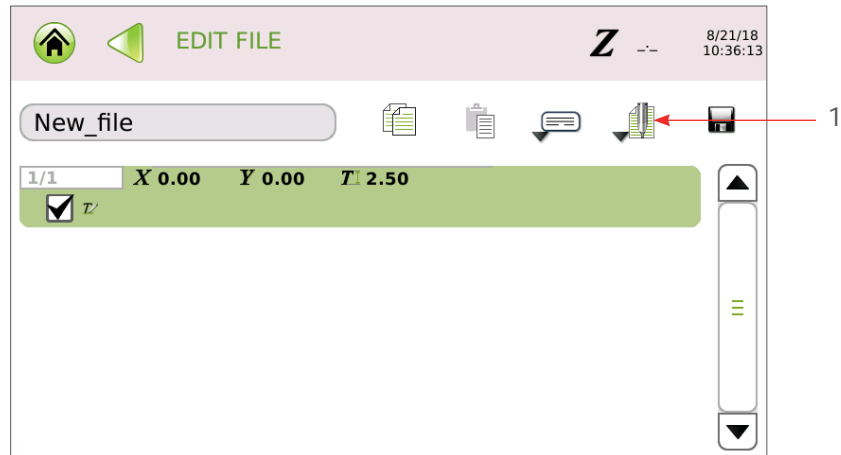 EDIT FILE
Z -.-
8/21/18
10:36:13
New_file
1
1/1 X 0.00 Y 0.00 T 2.50
T